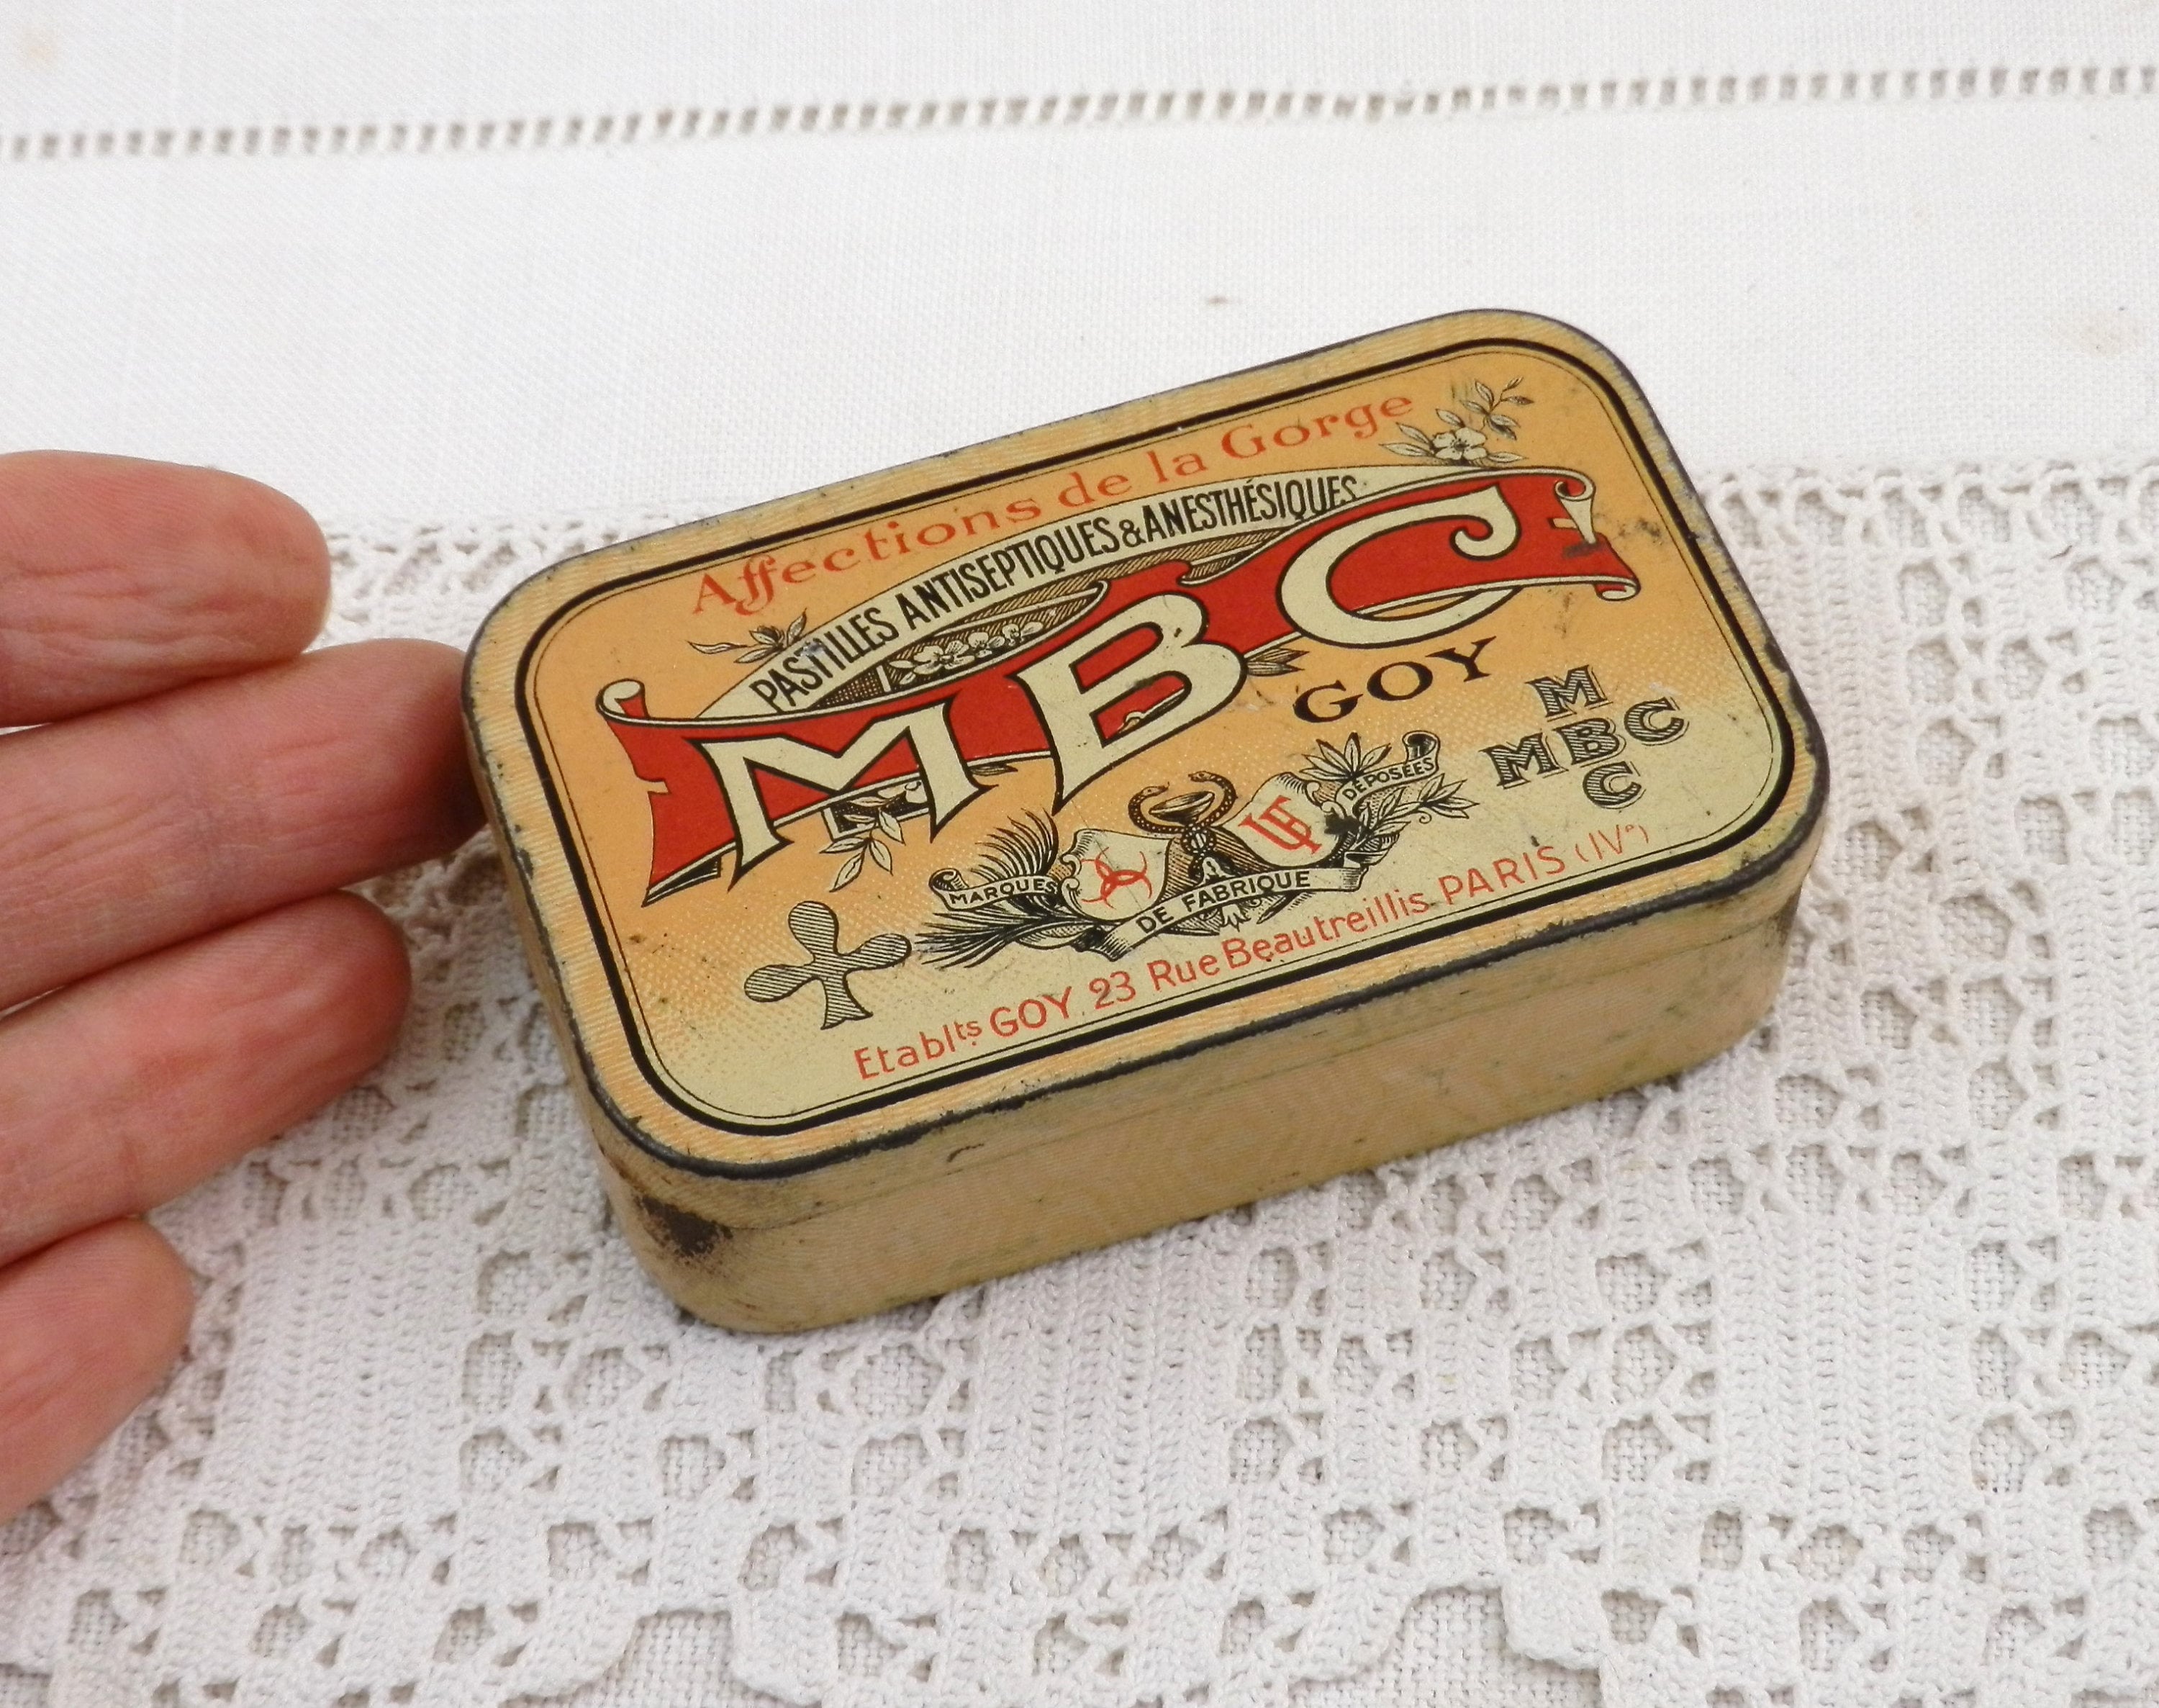 Affections de la Gorge
PASTILLES ANTISEPTIQUES & ANESTHÉSIQUES
MBC
GOY
M
MBC
C
MARQUES DE FABRIQUE DÉPOSÉES
Etablts GOY, 23 Rue Beautreillis PARIS (IVe)